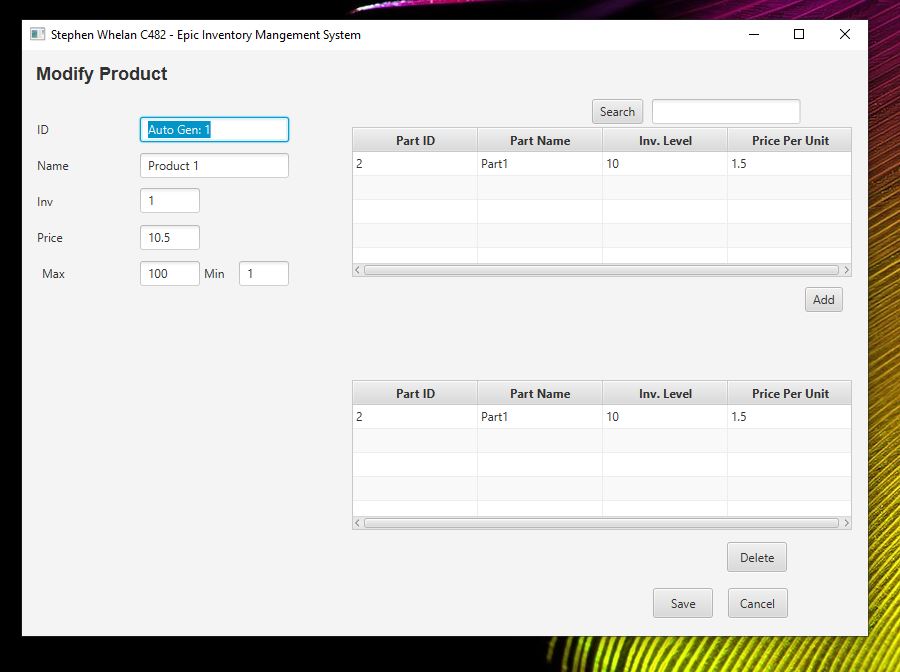 Stephen Whelan C482 - Epic Inventory Mangement System
Modify Product
Search
ID Auto Gen: 1
Name Product 1
Inv 1
Price 10.5
Max 100 Min 1
Part ID Part Name Inv. Level Price Per Unit
2 Part1 10 1.5
Add
Part ID Part Name Inv. Level Price Per Unit
2 Part1 10 1.5
Delete
Save Cancel